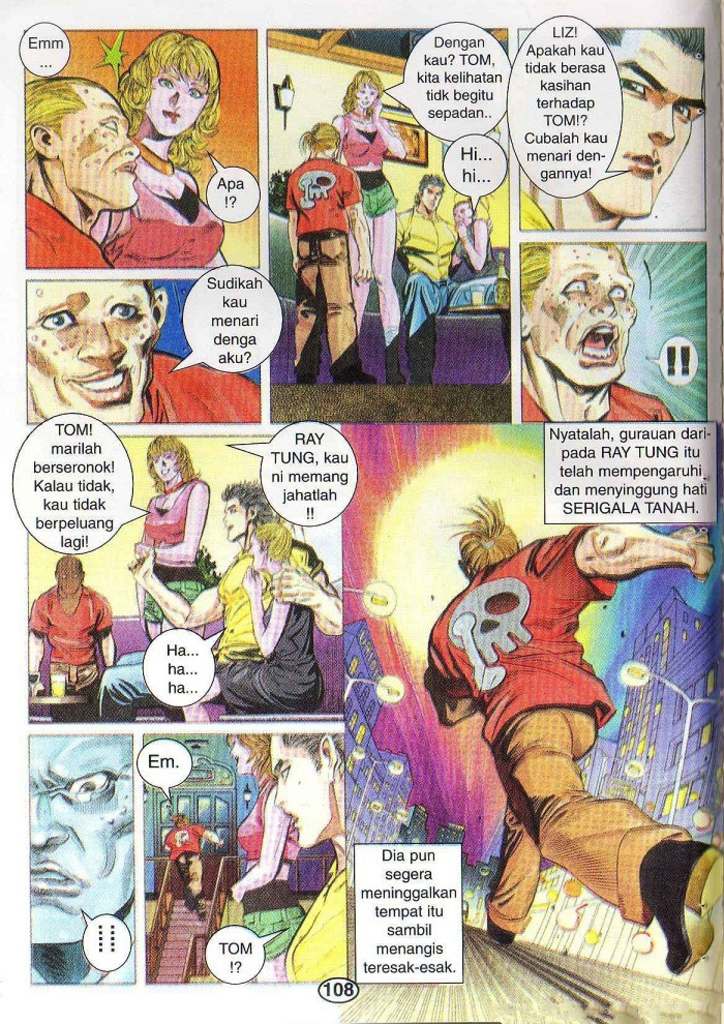 Emm
...
Apa
!?
Sudikah
kau
menari
denga
aku?
Dengan
kau? TOM,
kita kelihatan
tidk begitu
sepadan..
Hi...
hi...
LIZ!
Apakah kau
tidak berasa
kasihan
terhadap
TOM!?
Cubalah kau
menari den-
gannya!
!!
TOM!
marilah
berseronok!
Kalau tidak,
kau tidak
berpeluang
lagi!
RAY
TUNG, kau
ni memang
jahatlah
!!
Ha...
ha...
ha...
Nyatalah, gurauan dari-
pada RAY TUNG itu
telah mempengaruhi
dan menyinggung hati
SERIGALA TANAH.
!!!
Em.
TOM
!?
Dia pun
segera
meninggalkan
tempat itu
sambil
menangis
teresak-esak.
108